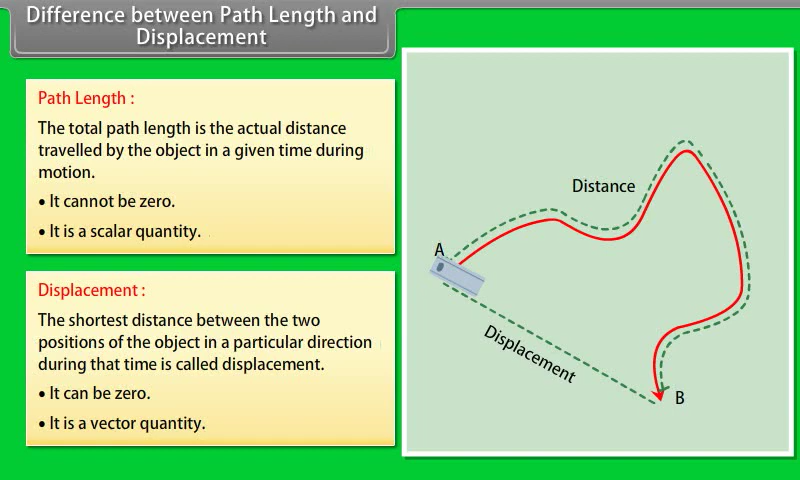 Difference between Path Length and
Displacement
Path Length :
The total path length is the actual distance
travelled by the object in a given time during
motion.
• It cannot be zero.
• It is a scalar quantity.
Displacement :
The shortest distance between the two
positions of the object in a particular direction
during that time is called displacement.
• It can be zero.
• It is a vector quantity.
Distance
A
Displacement
B